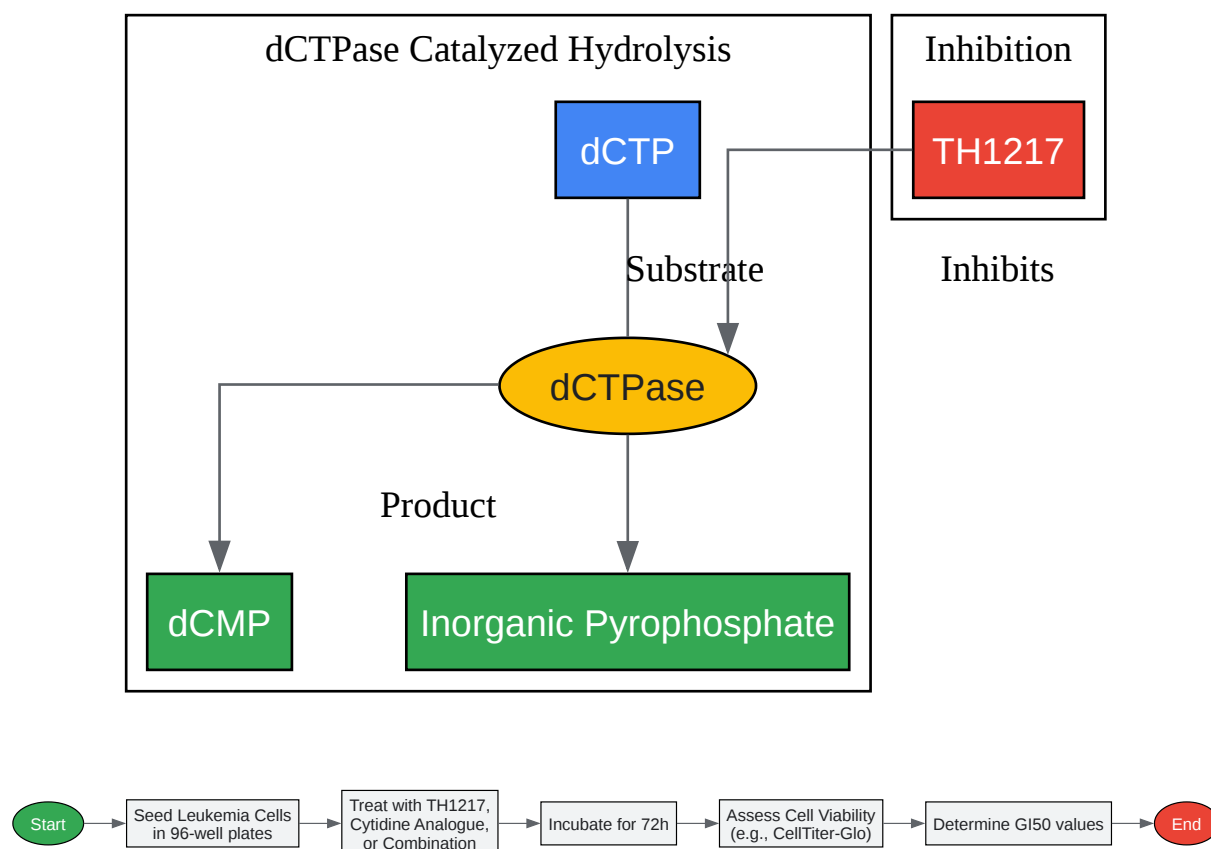 dCTPase Catalyzed Hydrolysis
Inhibition
dCTP
TH1217
Substrate
Inhibits
dCTPase
Product
dCMP
Inorganic Pyrophosphate
Start
Seed Leukemia Cells
in 96-well plates
Treat with TH1217,
Cytidine Analogue,
or Combination
Incubate for 72h
Assess Cell Viability
(e.g., CellTiter-Glo)
Determine GI50 values
End